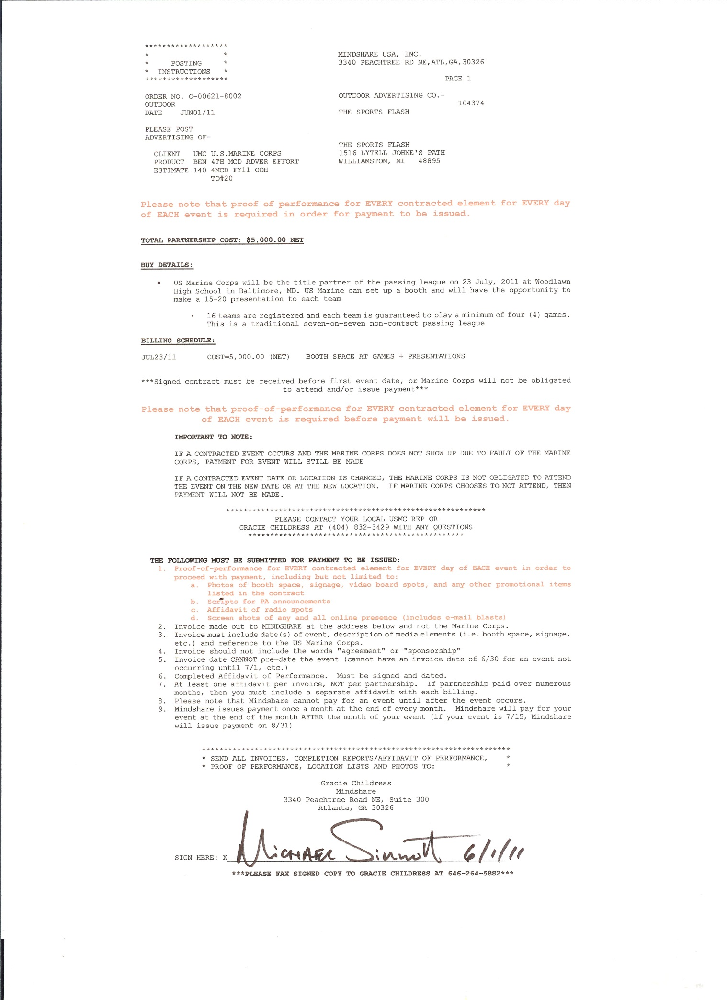 *******************
*                 *
*     POSTING     *
*  INSTRUCTIONS   *
*******************
MINDSHARE USA, INC.
3340 PEACHTREE RD NE,ATL,GA,30326
PAGE 1
ORDER NO. O-00621-8002
OUTDOOR
DATE    JUN01/11
OUTDOOR ADVERTISING CO.-
104374
THE SPORTS FLASH
PLEASE POST
ADVERTISING OF-
CLIENT   UMC U.S.MARINE CORPS
PRODUCT  BEN 4TH MCD ADVER EFFORT
ESTIMATE 140 4MCD FY11 OOH
TO#20
THE SPORTS FLASH
1516 LYTELL JOHNE'S PATH
WILLIAMSTON, MI   48895
Please note that proof of performance for EVERY contracted element for EVERY day
of EACH event is required in order for payment to be issued.
TOTAL PARTNERSHIP COST: $5,000.00 NET
BUY DETAILS:
• US Marine Corps will be the title partner of the passing league on 23 July, 2011 at Woodlawn
High School in Baltimore, MD. US Marine can set up a booth and will have the opportunity to
make a 15-20 presentation to each team
• 16 teams are registered and each team is guaranteed to play a minimum of four (4) games.
This is a traditional seven-on-seven non-contact passing league
BILLING SCHEDULE:
JUL23/11       COST=5,000.00 (NET)    BOOTH SPACE AT GAMES + PRESENTATIONS
***Signed contract must be received before first event date, or Marine Corps will not be obligated
to attend and/or issue payment***
Please note that proof-of-performance for EVERY contracted element for EVERY day
of EACH event is required before payment will be issued.
IMPORTANT TO NOTE:
IF A CONTRACTED EVENT OCCURS AND THE MARINE CORPS DOES NOT SHOW UP DUE TO FAULT OF THE MARINE
CORPS, PAYMENT FOR EVENT WILL STILL BE MADE
IF A CONTRACTED EVENT DATE OR LOCATION IS CHANGED, THE MARINE CORPS IS NOT OBLIGATED TO ATTEND
THE EVENT ON THE NEW DATE OR AT THE NEW LOCATION.  IF MARINE CORPS CHOOSES TO NOT ATTEND, THEN
PAYMENT WILL NOT BE MADE.
***********************************************************
PLEASE CONTACT YOUR LOCAL USMC REP OR
GRACIE CHILDRESS AT (404) 832-3429 WITH ANY QUESTIONS
*************************************************
THE FOLLOWING MUST BE SUBMITTED FOR PAYMENT TO BE ISSUED:
1. Proof-of-performance for EVERY contracted element for EVERY day of EACH event in order to
proceed with payment, including but not limited to:
a. Photos of booth space, signage, video board spots, and any other promotional items
listed in the contract
b. Scripts for PA announcements
c. Affidavit of radio spots
d. Screen shots of any and all online presence (includes e-mail blasts)
2. Invoice made out to MINDSHARE at the address below and not the Marine Corps.
3. Invoice must include date(s) of event, description of media elements (i.e. booth space, signage,
etc.) and reference to the US Marine Corps.
4. Invoice should not include the words "agreement" or "sponsorship"
5. Invoice date CANNOT pre-date the event (cannot have an invoice date of 6/30 for an event not
occurring until 7/1, etc.)
6. Completed Affidavit of Performance.  Must be signed and dated.
7. At least one affidavit per invoice, NOT per partnership.  If partnership paid over numerous
months, then you must include a separate affidavit with each billing.
8. Please note that Mindshare cannot pay for an event until after the event occurs.
9. Mindshare issues payment once a month at the end of every month.  Mindshare will pay for your
event at the end of the month AFTER the month of your event (if your event is 7/15, Mindshare
will issue payment on 8/31)
**********************************************************************
* SEND ALL INVOICES, COMPLETION REPORTS/AFFIDAVIT OF PERFORMANCE,    *
* PROOF OF PERFORMANCE, LOCATION LISTS AND PHOTOS TO:                *
Gracie Childress
Mindshare
3340 Peachtree Road NE, Suite 300
Atlanta, GA 30326
SIGN HERE: X Michael Sinnott 6/1/11
***PLEASE FAX SIGNED COPY TO GRACIE CHILDRESS AT 646-264-5882***